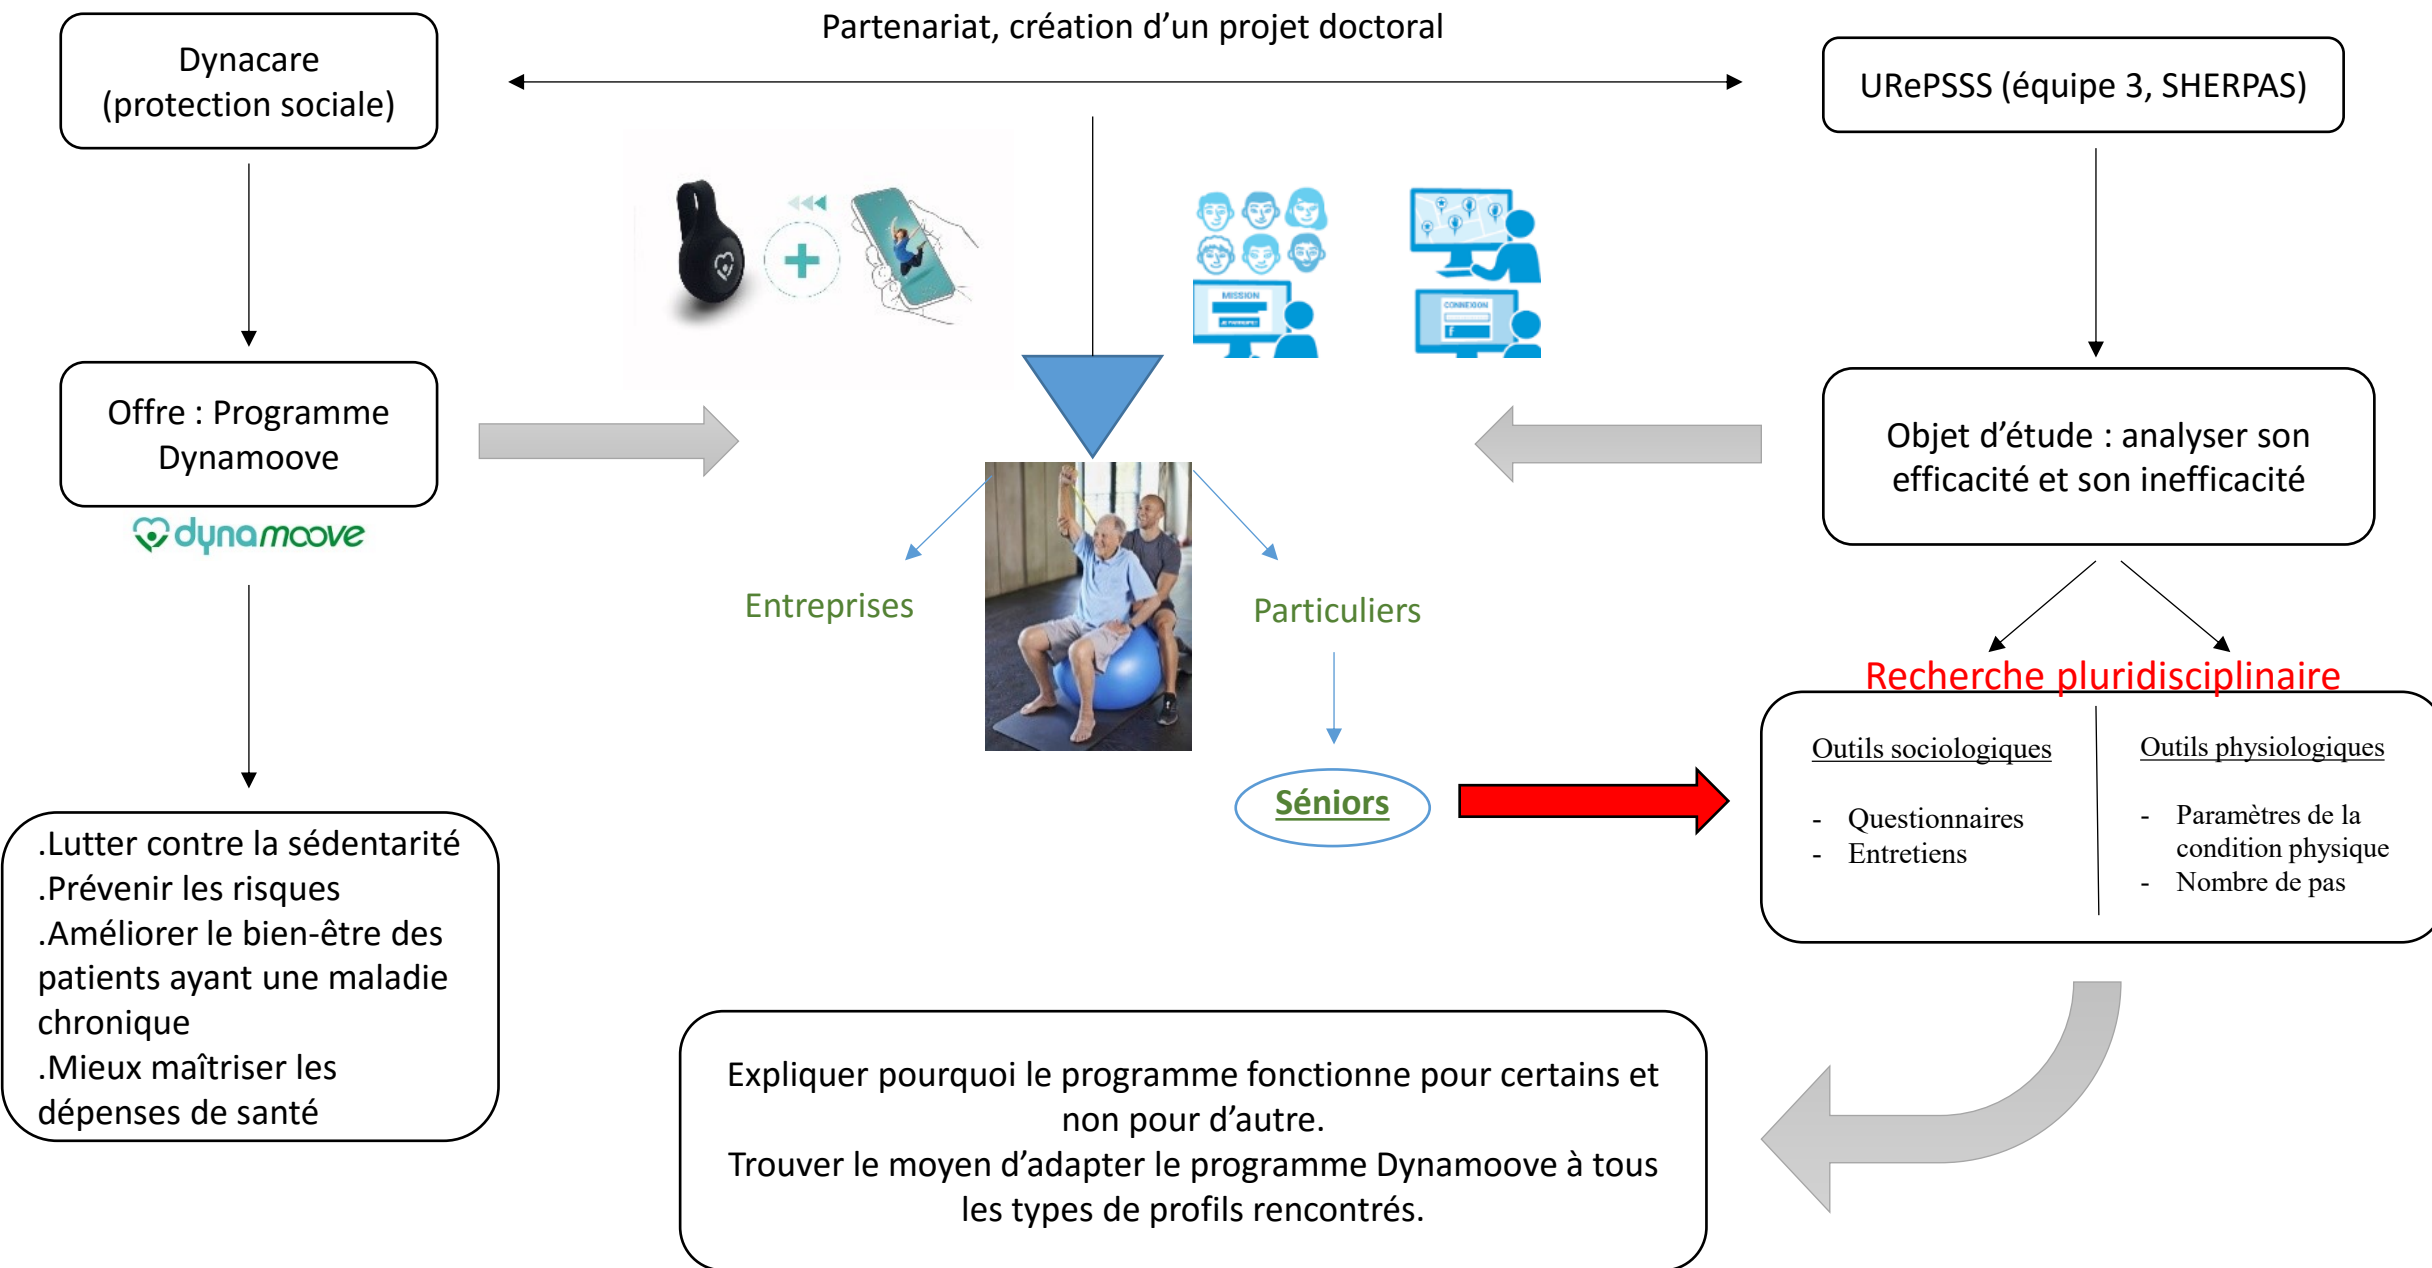 Partenariat, création d’un projet doctoral
Dynacare
(protection sociale)
URePSSS (équipe 3, SHERPAS)
MISSION
JE PARTICIPE !
CONNEXION
f
Offre : Programme
Dynamoove
dynamoove
Objet d’étude : analyser son
efficacité et son inefficacité
Entreprises
Particuliers
Séniors
Recherche pluridisciplinaire
Outils sociologiques
- Questionnaires
- Entretiens
Outils physiologiques
- Paramètres de la
condition physique
- Nombre de pas
.Lutter contre la sédentarité
.Prévenir les risques
.Améliorer le bien-être des
patients ayant une maladie
chronique
.Mieux maîtriser les
dépenses de santé
Expliquer pourquoi le programme fonctionne pour certains et
non pour d’autre.
Trouver le moyen d’adapter le programme Dynamoove à tous
les types de profils rencontrés.